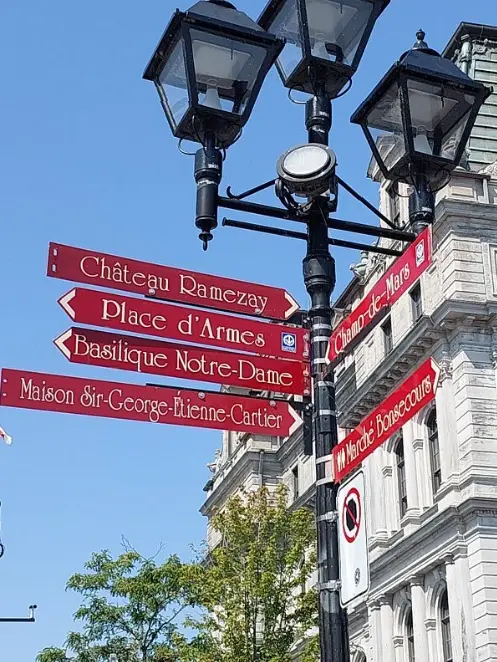 Château Ramezay
Place d'Armes
Basilique Notre-Dame
Maison Sir-George-Étienne-Cartier
Champ-de-Mars
Marché Bonsecours